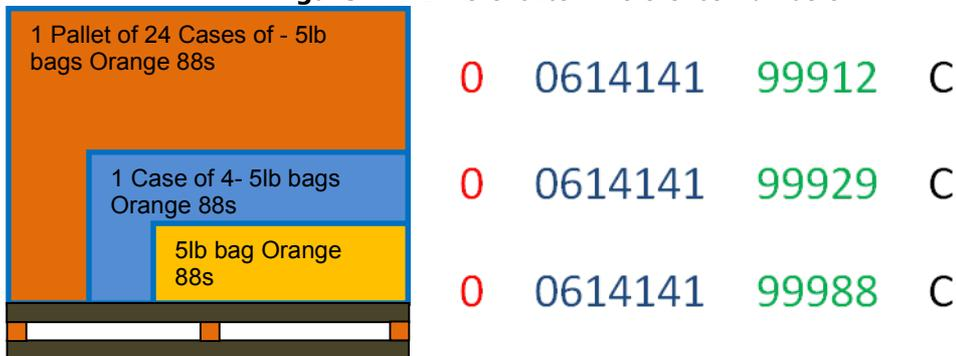 1 Pallet of 24 Cases of - 5lb
bags Orange 88s
0 0614141 99912 C
1 Case of 4- 5lb bags
Orange 88s
0 0614141 99929 C
5lb bag Orange
88s
0 0614141 99988 C